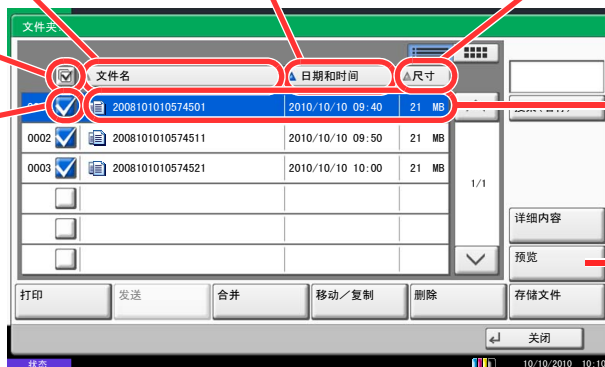 文件夹
文件名 日期和时间 尺寸
2008101010574501 2010/10/10 09:40 21 MB
0002 2008101010574511 2010/10/10 09:50 21 MB
0003 2008101010574521 2010/10/10 10:00 21 MB
1/1
详细内容
预览
打印 发送 合并 移动／复制 删除 存储文件
关闭
状态 10/10/2010 10:10